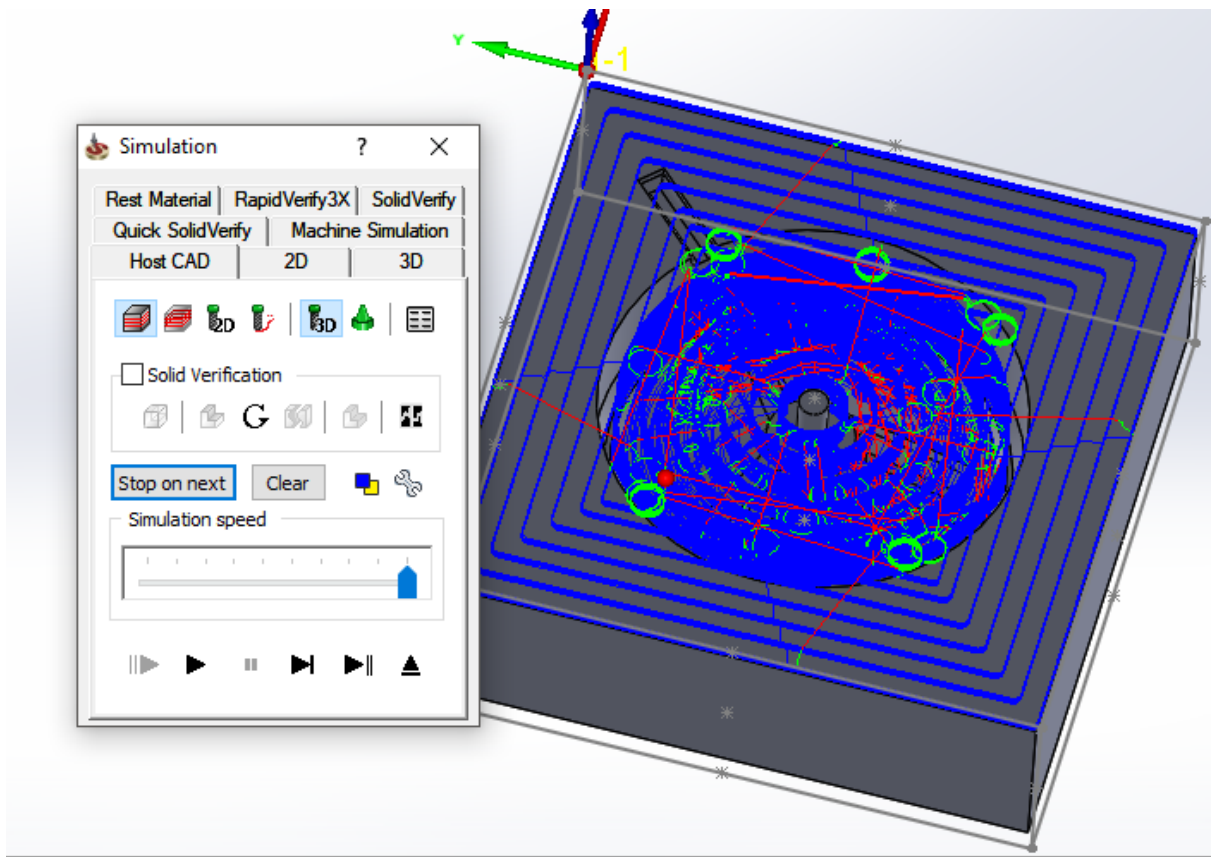 Y
-1
Simulation ?
Rest Material RapidVerify3X SolidVerify
Quick SolidVerify Machine Simulation
Host CAD 2D 3D
2D 3D
Solid Verification
Stop on next Clear
Simulation speed